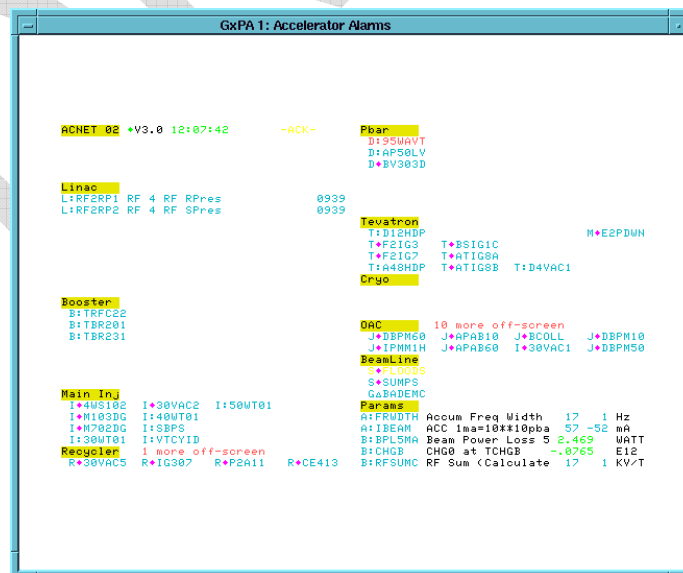 GxPA 1: Accelerator Alarms
ACNET 02 ♦V3.0 12:07:42 -ACK-
Linac
L:RF2RP1 RF 4 RF RPres 0939
L:RF2RP2 RF 4 RF SPres 0939
Booster
B:TRFC22
B:TBR201
B:TBR231
Main Inj
I♦4WS102 I♦30VAC2 I:50WT01
I♦M103DG I:40WT01
I♦M702DG I:SBPS
I:30WT01 I:VTCYID
Recycler 1 more off-screen
R♦30VAC5 R♦IG307 R♦P2A11 R♦CE413
Pbar
D:95WAVT
D:AP50LV
D♦BV303D
Tevatron
T:D12HDP M♦E2PDWN
T♦F2IG3 T♦BSIG1C
T♦F2IG7 T♦ATIG8A
T:A48HDP T♦ATIG8B T:D4VAC1
Cryo
OAC 10 more off-screen
J♦DBPM60 J♦APAB10 J♦BCOLL J♦DBPM10
J♦IPMM1H J♦APAB60 I♦30VAC1 J♦DBPM50
BeamLine
S♦FLOODS
S♦SUMPS
G△BADEMC
Params
A:FRWDTH Accum Freq Width 17 1 Hz
A:IBEAM ACC 1ma=10**10pba 57 -52 mA
B:BPL5MA Beam Power Loss 5 2.469 WATT
B:CHGB CHG0 at TCHGB -.0765 E12
B:RFSUMC RF Sum (Calculate 17 1 KV/T